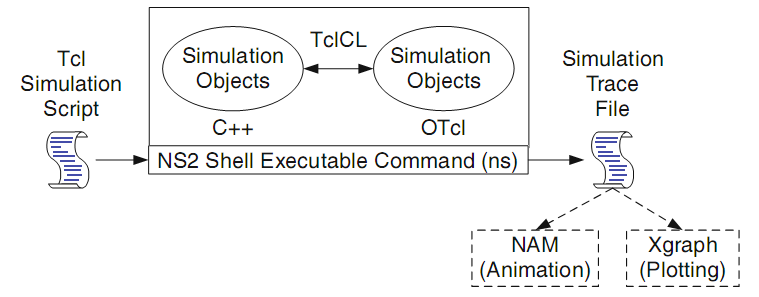 Tcl
Simulation
Script
Simulation
Objects
C++
TclCL
Simulation
Objects
OTcl
NS2 Shell Executable Command (ns)
Simulation
Trace
File
NAM
(Animation)
Xgraph
(Plotting)